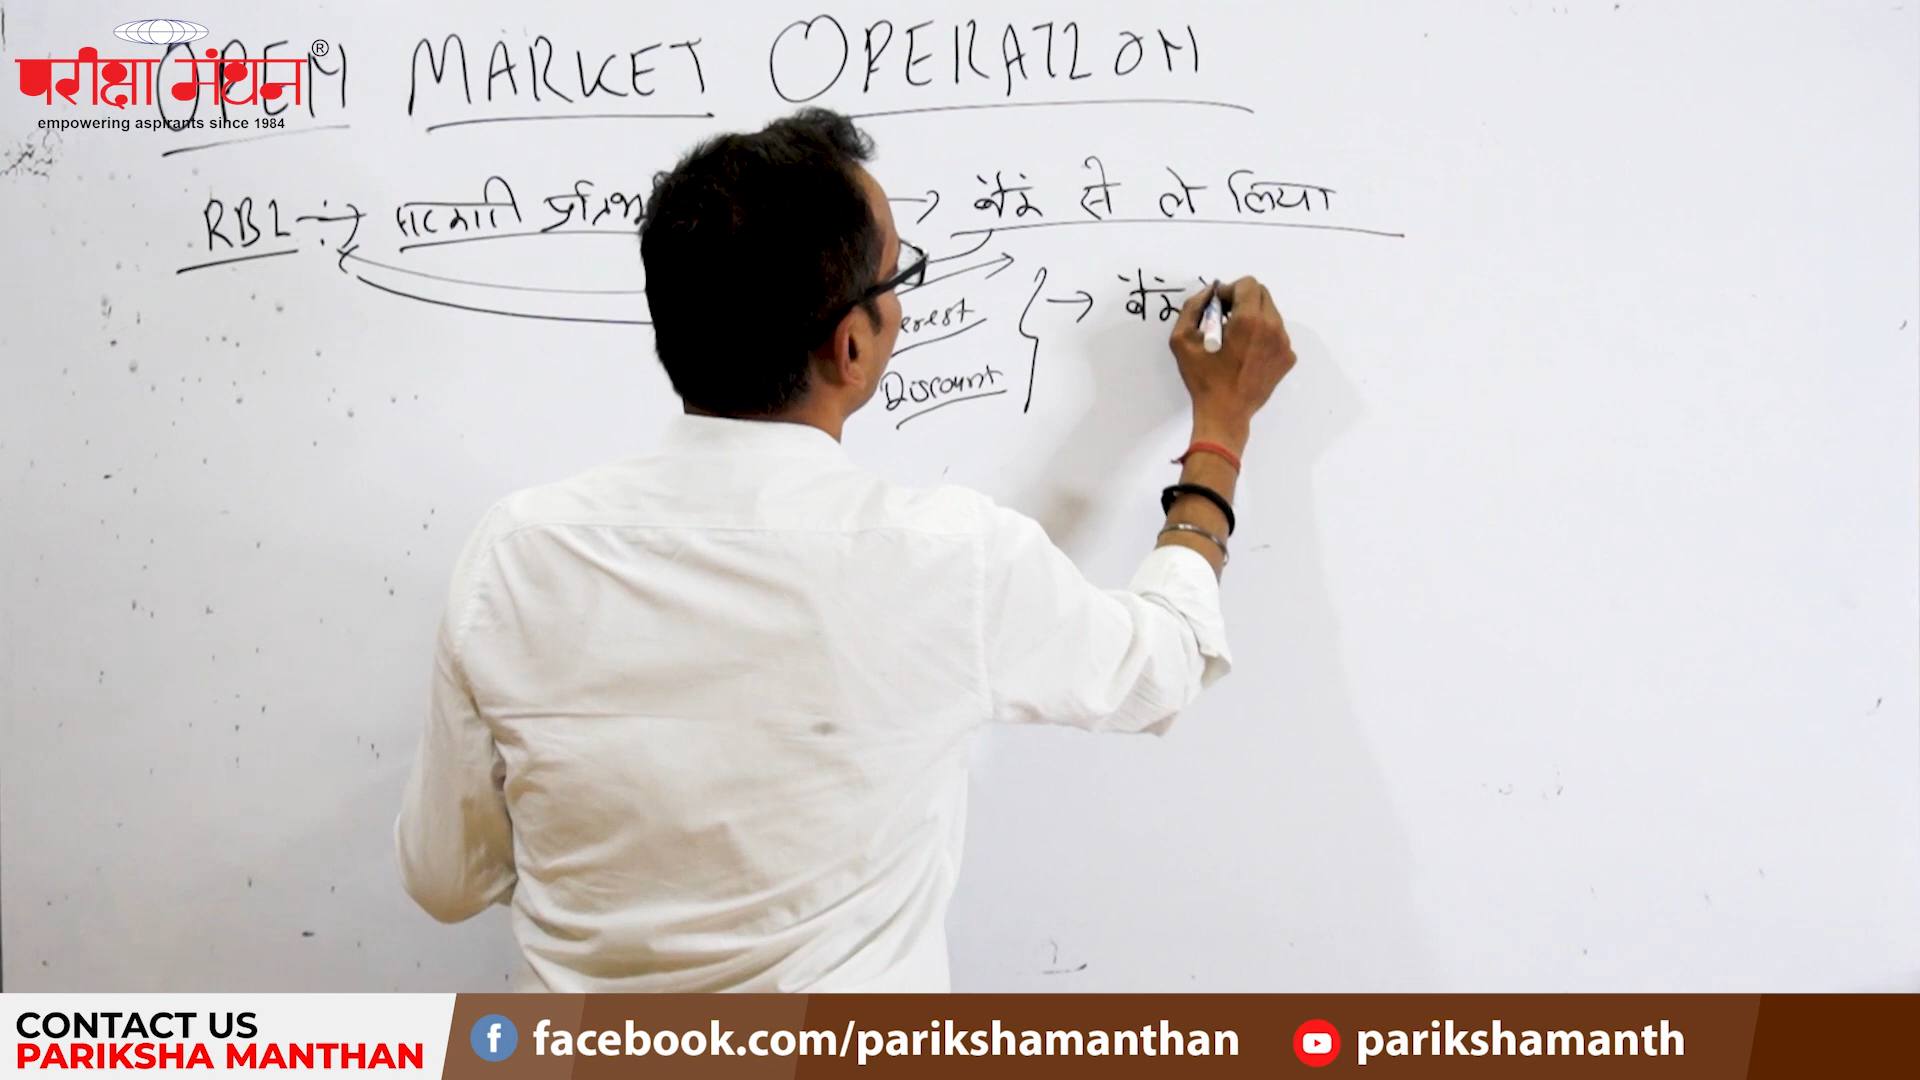 OPEN MARKET OPERATION
परीक्षा मंथन®
empowering aspirants since 1984
RBI → सरकारी → बैंक से ले लिया
→ बैंक
Discount
CONTACT US
PARIKSHA MANTHAN
facebook.com/parikshamanthan
parikshamanth